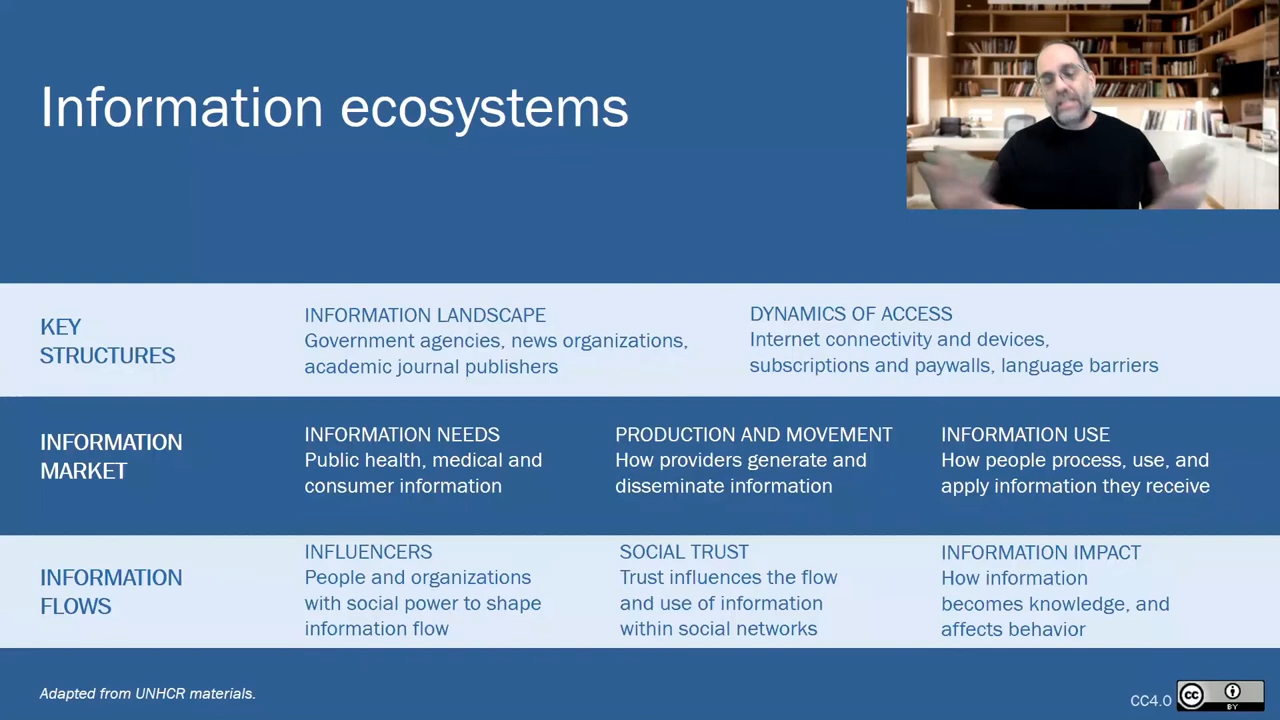 Information ecosystems
KEY
STRUCTURES
INFORMATION LANDSCAPE
Government agencies, news organizations,
academic journal publishers
DYNAMICS OF ACCESS
Internet connectivity and devices,
subscriptions and paywalls, language barriers
INFORMATION
MARKET
INFORMATION NEEDS
Public health, medical and
consumer information
PRODUCTION AND MOVEMENT
How providers generate and
disseminate information
INFORMATION USE
How people process, use, and
apply information they receive
INFORMATION
FLOWS
INFLUENCERS
People and organizations
with social power to shape
information flow
SOCIAL TRUST
Trust influences the flow
and use of information
within social networks
INFORMATION IMPACT
How information
becomes knowledge, and
affects behavior
Adapted from UNHCR materials.
CC4.0
cc
BY